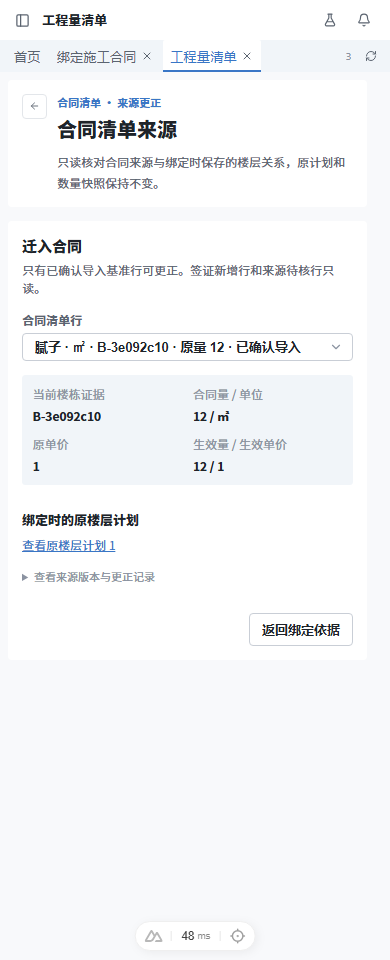 工程量清单
首页 绑定施工合同 × 工程量清单 × 3
合同清单 • 来源更正
合同清单来源
只读核对合同来源与绑定时保存的楼层关系，原计划和
数量快照保持不变。
迁入合同
只有已确认导入基准行可更正。签证新增行和来源待核行只
读。
合同清单行
腻子 · ㎡ · B-3e092c10 · 原量 12 · 已确认导入
当前楼栋证据 合同量 / 单位
B-3e092c10 12 / ㎡
原单价 生效量 / 生效单价
1 12 / 1
绑定时的原楼层计划
查看原楼层计划 1
▶ 查看来源版本与更正记录
返回绑定依据
48 ms